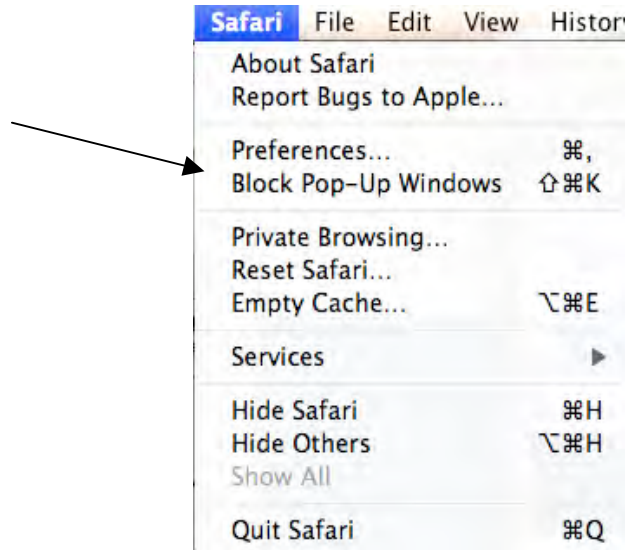 Safari File Edit View History
About Safari
Report Bugs to Apple...
Preferences... ⌘,
Block Pop-Up Windows ⇧⌘K
Private Browsing...
Reset Safari...
Empty Cache... ⌥⌘E
Services ▶
Hide Safari ⌘H
Hide Others ⌥⌘H
Show All
Quit Safari ⌘Q